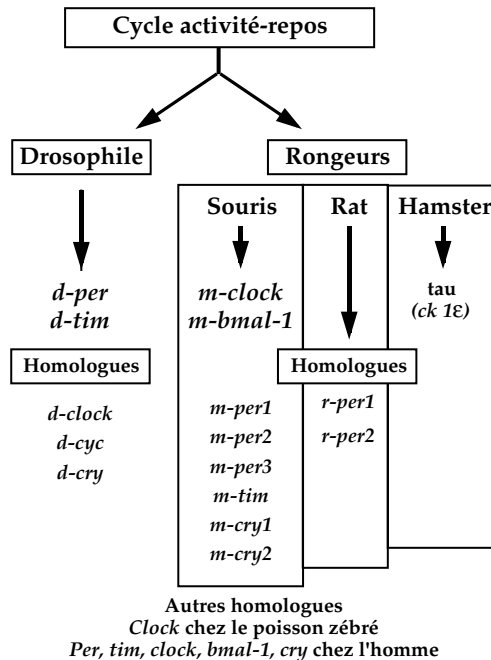 Cycle activité-repos
Drosophile
Rongeurs
d-per
d-tim
Homologues
d-clock
d-cyc
d-cry
Souris
m-clock
m-bmal-1
Rat
Hamster
tau
(ck 1ε)
Homologues
m-per1
m-per2
m-per3
m-tim
m-cry1
m-cry2
r-per1
r-per2
Autres homologues
Clock chez le poisson zébré
Per, tim, clock, bmal-1, cry chez l'homme